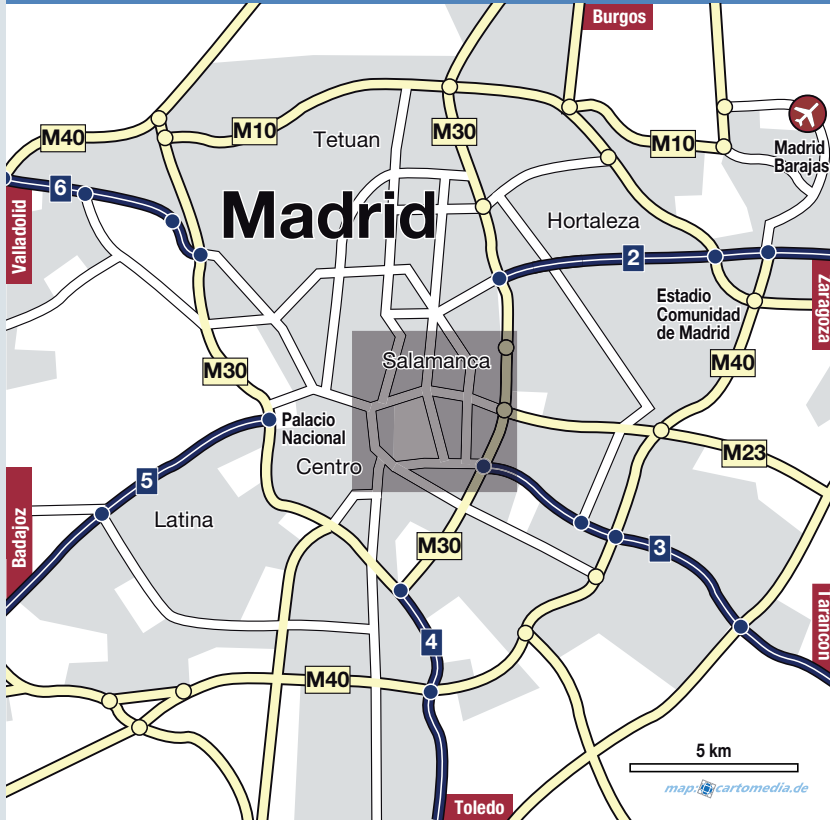 Burgos
M40
M10
Tetuan
M30
M10
Madrid
Barajas
6
Madrid
Hortaleza
Valladolid
2
Estadio
Comunidad
de Madrid
Zaragoza
Salamanca
M30
M40
Palacio
Nacional
M23
Centro
5
Latina
Badajoz
M30
3
Tarancon
4
M40
5 km
map: cartomedia.de
Toledo